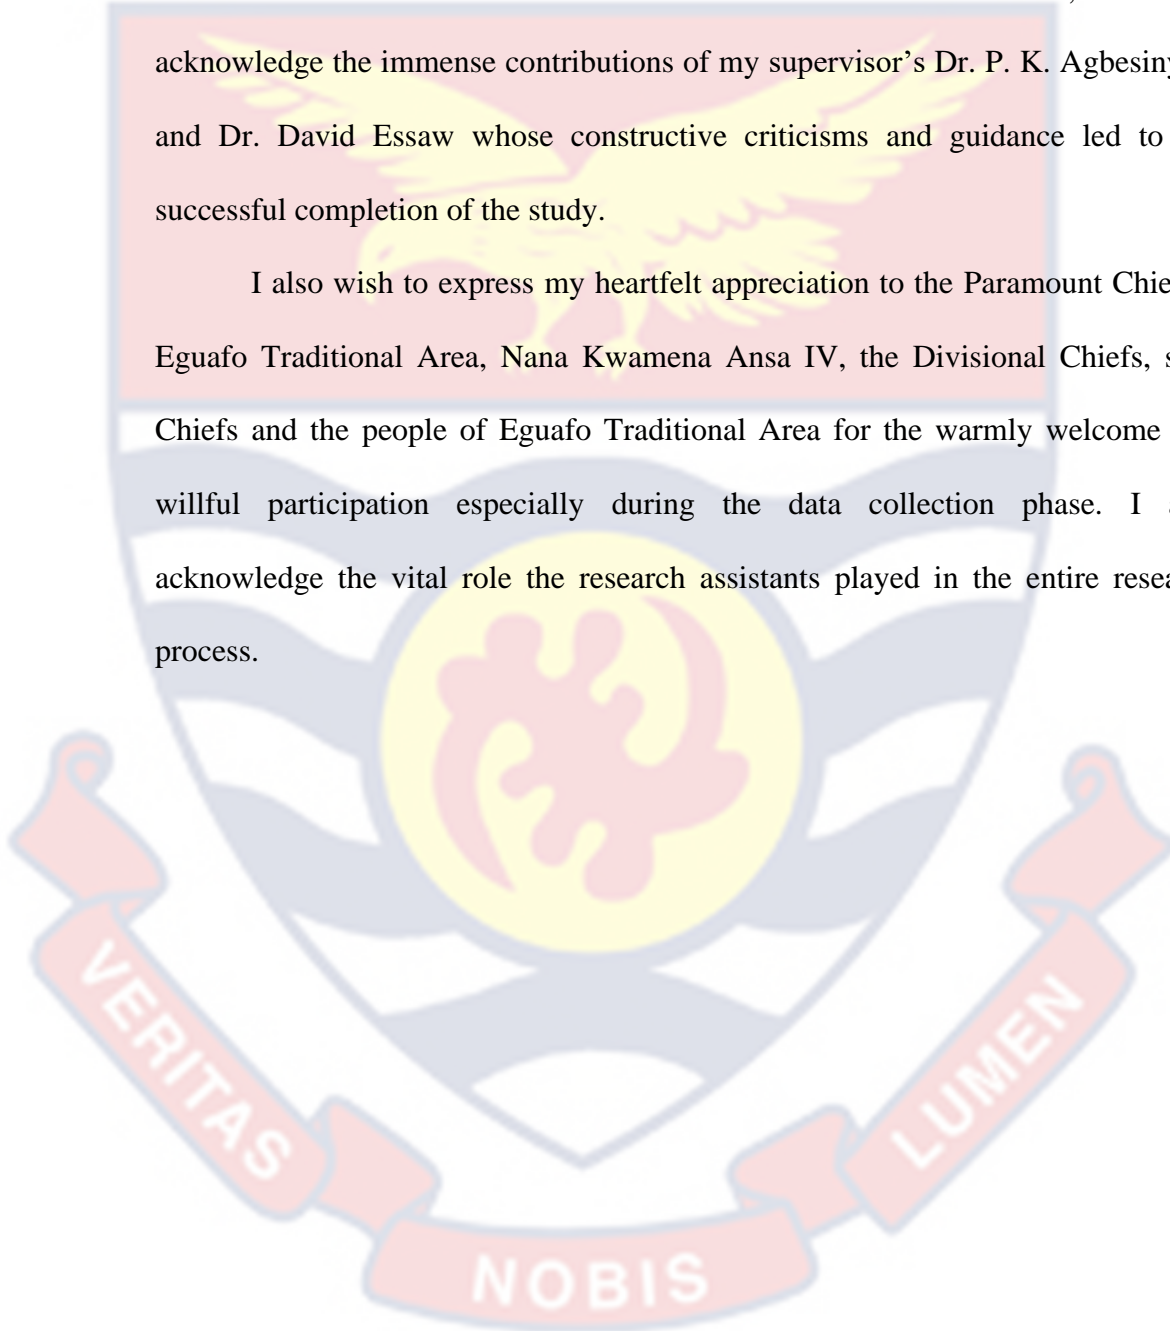 acknowledge the immense contributions of my supervisor's Dr. P. K. 
and Dr. David Essaw whose constructive criticisms and guidance led to
successful completion of the study.
I also wish to express my heartfelt appreciation to the Paramount
Eguafo Traditional Area, Nana Kwamena Ansa IV, the Divisional Chiefs,
Chiefs and the people of Eguafo Traditional Area for the warmly welcome
willful participation especially during the data collection phase. I
acknowledge the vital role the research assistants played in the entire
process.
VERITAS
NOBIS
LUMEN